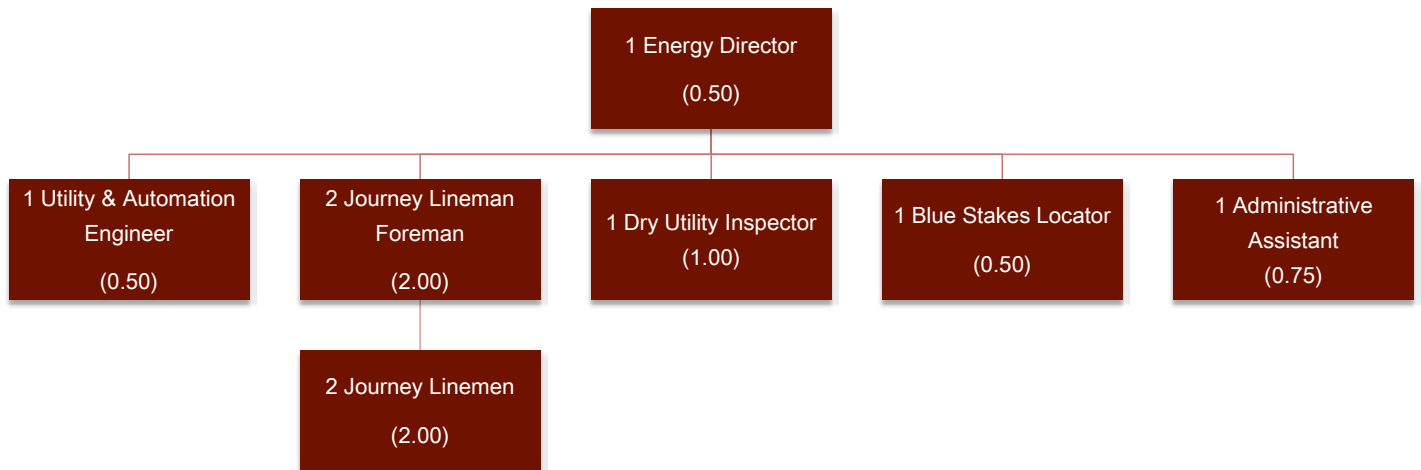 1 Energy Director
(0.50)
1 Utility & Automation
Engineer
(0.50)
2 Journey Lineman
Foreman
(2.00)
1 Dry Utility Inspector
(1.00)
1 Blue Stakes Locator
(0.50)
1 Administrative
Assistant
(0.75)
2 Journey Linemen
(2.00)